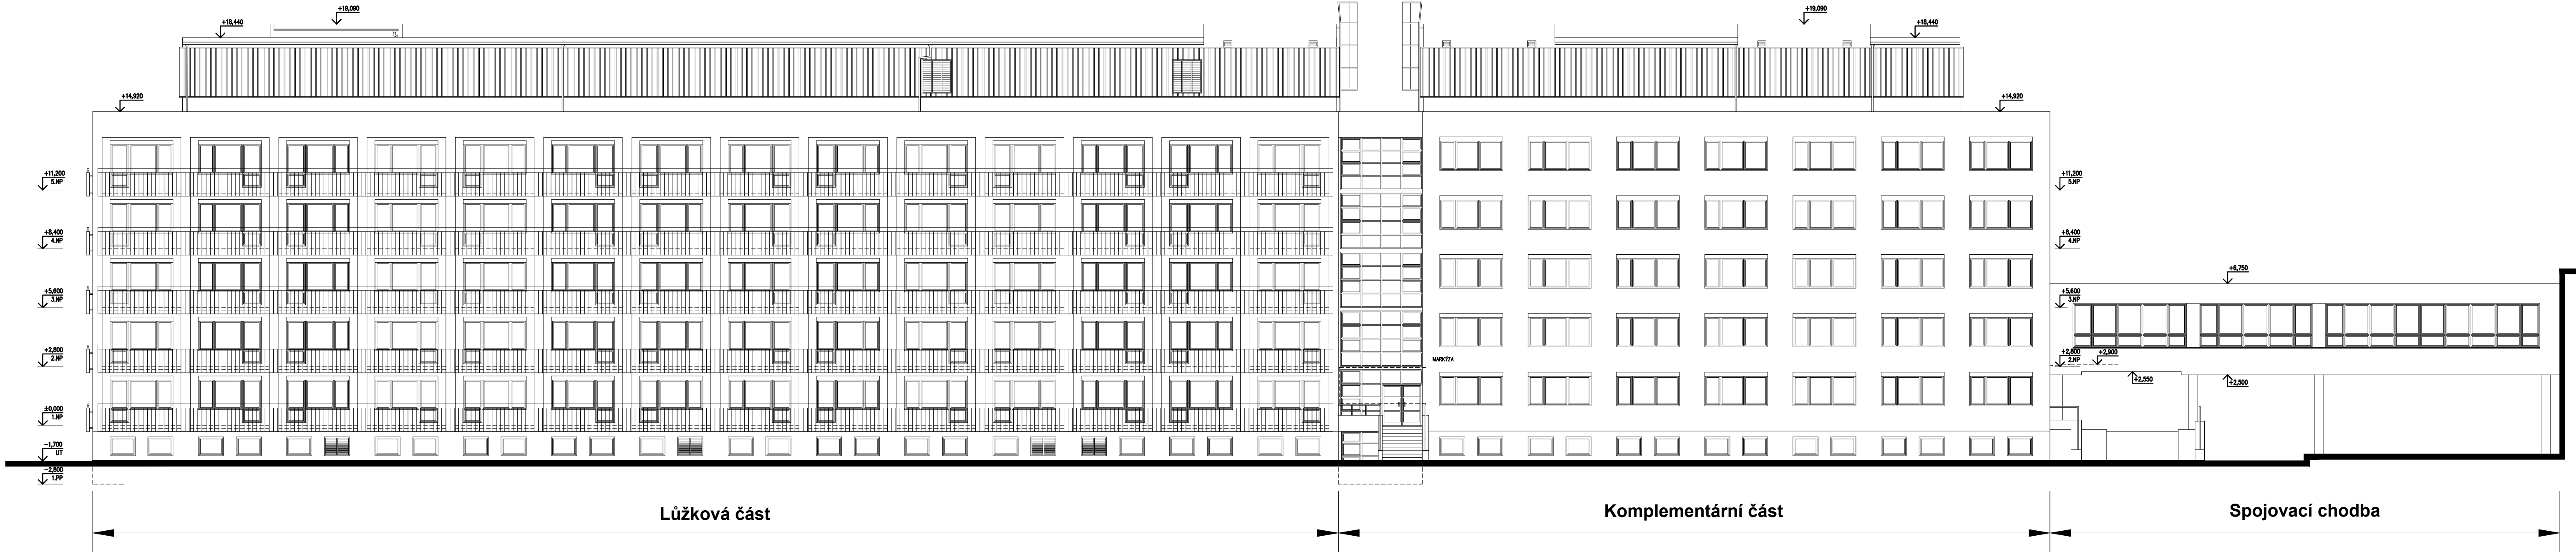 +19,090
+18,440
+19,090
+18,440
+14,920
+14,920
+11,200
5.NP
+11,200
5.NP
+8,400
4.NP
+8,400
4.NP
+6,750
+5,600
3.NP
+5,600
3.NP
+2,800
2.NP
MARKÝZA
+2,800
2.NP
+2,900
+2,550
+2,500
±0,000
1.NP
-1,700
UT
-2,800
1.PP
Lůžková část
Komplementární část
Spojovací chodba